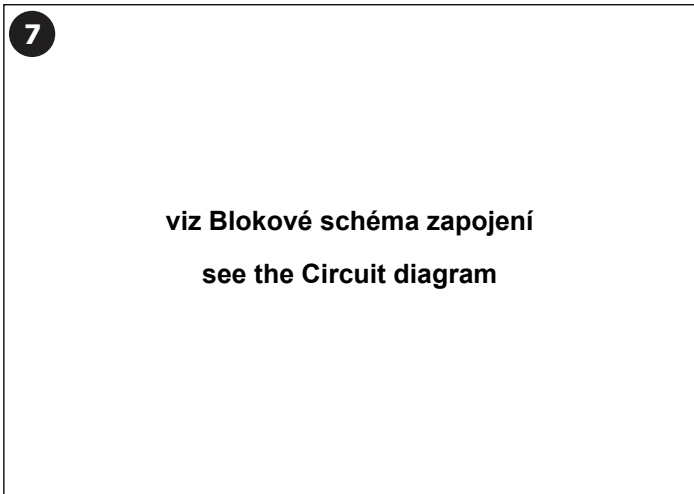 7
viz Blokové schéma zapojení
see the Circuit diagram